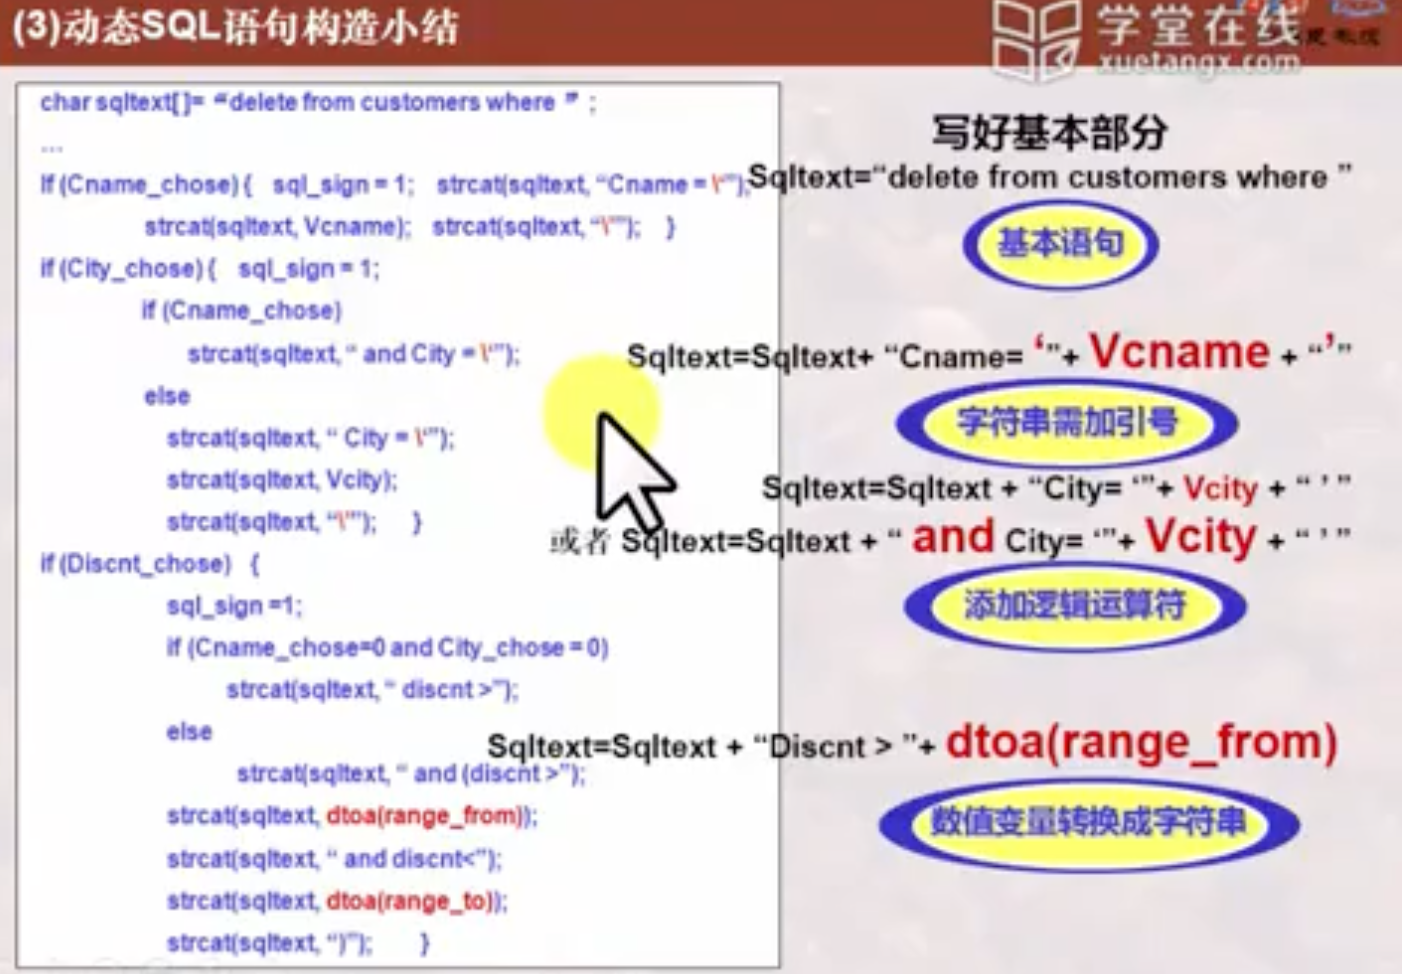 (3)动态SQL语句构造小结
学堂在线
xuetangx.com
char sqltext[]= “delete from customers where ” ;
...
If (Cname_chose) { sql_sign = 1; strcat(sqltext, “Cname = \‘”);
strcat(sqltext, Vcname); strcat(sqltext, “\’”); }
if (City_chose) { sql_sign = 1;
if (Cname_chose)
strcat(sqltext, “ and City = \‘”);
else
strcat(sqltext, “ City = \‘”);
strcat(sqltext, Vcity);
strcat(sqltext, “\’”); }
if (Discnt_chose) {
sql_sign =1;
if (Cname_chose=0 and City_chose = 0)
strcat(sqltext, “ discnt >”);
else
strcat(sqltext, “ and (discnt >”);
strcat(sqltext, dtoa(range_from));
strcat(sqltext, “ and discnt<”);
strcat(sqltext, dtoa(range_to));
strcat(sqltext, “)”); }
写好基本部分
Sqltext=“delete from customers where ”
基本语句
Sqltext=Sqltext+ “Cname= ‘”+ Vcname + “’”
字符串需加引号
Sqltext=Sqltext + “City= ‘”+ Vcity + “ ’ ”
或者 Sqltext=Sqltext + “ and City= ‘”+ Vcity + “ ’ ”
添加逻辑运算符
Sqltext=Sqltext + “Discnt > ”+ dtoa(range_from)
数值变量转换成字符串